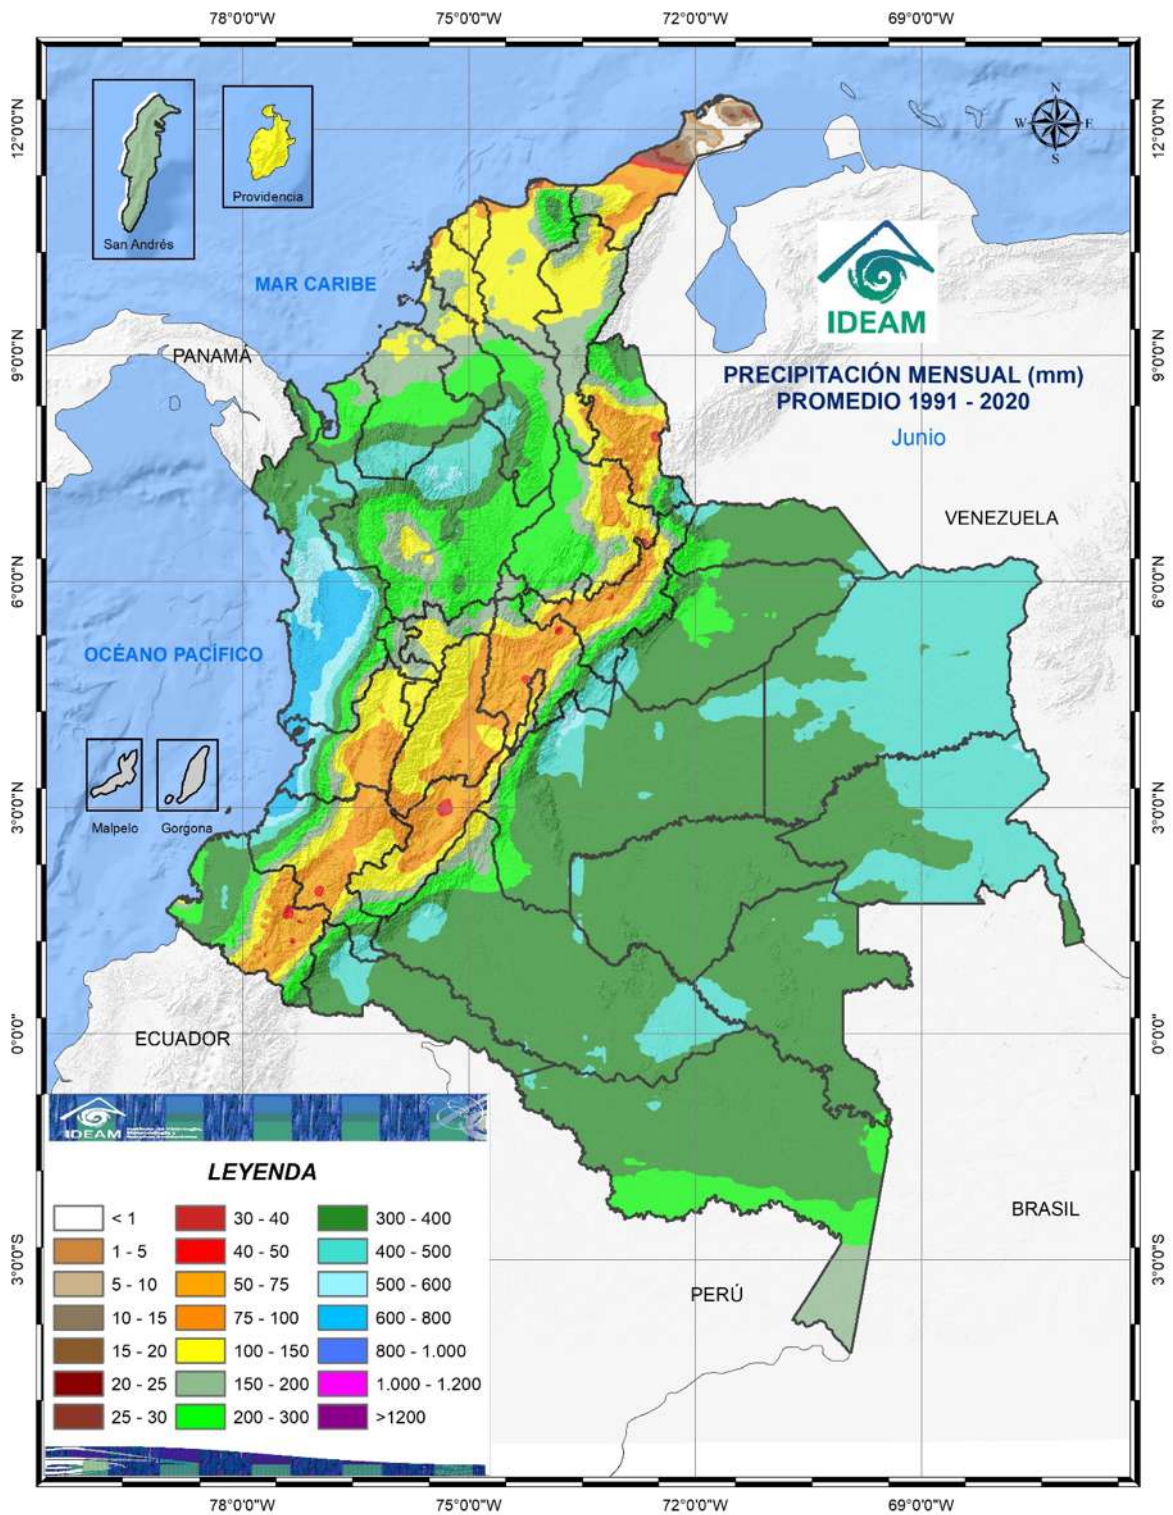 78°0'0"W
75°0'0"W
72°0'0"W
69°0'0"W
12°0'0"N
12°0'0"N
N
W
E
S
San Andrés
Providencia
MAR CARIBE
IDEAM
9°0'0"N
9°0'0"N
PANAMÁ
PRECIPITACIÓN MENSUAL (mm)
PROMEDIO 1991 - 2020
Junio
VENEZUELA
6°0'0"N
6°0'0"N
OCÉANO PACÍFICO
3°0'0"N
3°0'0"N
Malpelo
Gorgona
0°0'0"
0°0'0"
ECUADOR
IDEAM
LEYENDA
< 1
1 - 5
5 - 10
10 - 15
15 - 20
20 - 25
25 - 30
30 - 40
40 - 50
50 - 75
75 - 100
100 - 150
150 - 200
200 - 300
300 - 400
400 - 500
500 - 600
600 - 800
800 - 1.000
1.000 - 1.200
>1200
BRASIL
PERÚ
3°0'0"S
3°0'0"S
78°0'0"W
75°0'0"W
72°0'0"W
69°0'0"W